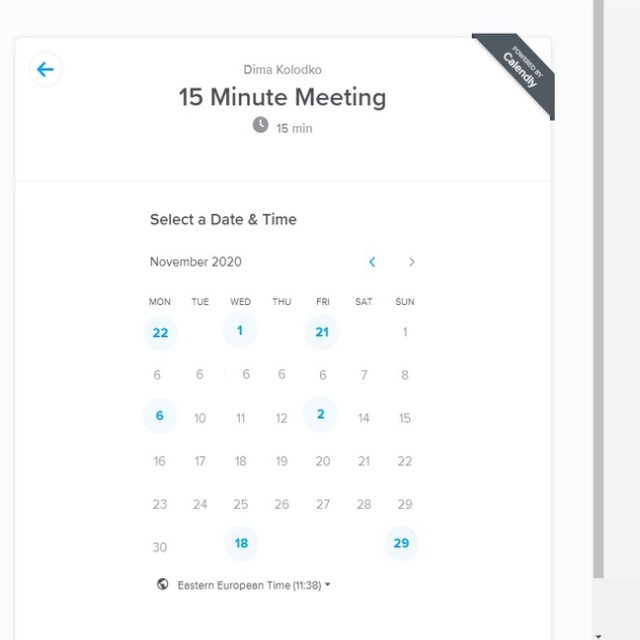 POWERED BY
Calendly
Dima Kolodko
15 Minute Meeting
15 min
Select a Date & Time
November 2020
MON TUE WED THU FRI SAT SUN
22 1 21 1
6 6 6 6 6 7 8
6 10 11 12 2 14 15
16 17 18 19 20 21 22
23 24 25 26 27 28 29
30 18 29
Eastern European Time (11:38)